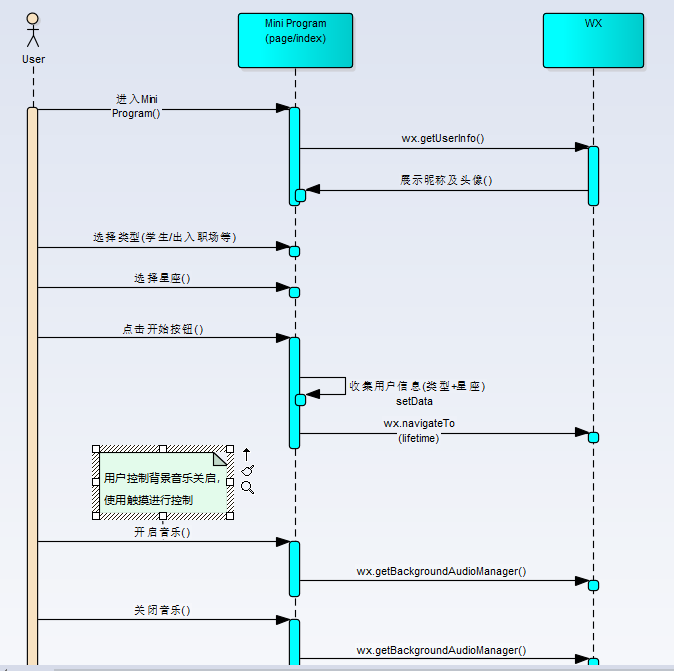 Mini Program
(page/index)
WX
User
进入Mini
Program()
wx.getUserInfo()
展示昵称及头像()
选择类型(学生/出入职场等)
选择星座()
点击开始按钮()
收集用户信息(类型+星座)
setData
wx.navigateTo
(lifetime)
用户控制背景音乐关启，
使用触摸进行控制
开启音乐()
wx.getBackgroundAudioManager()
关闭音乐()
wx.getBackgroundAudioManager()